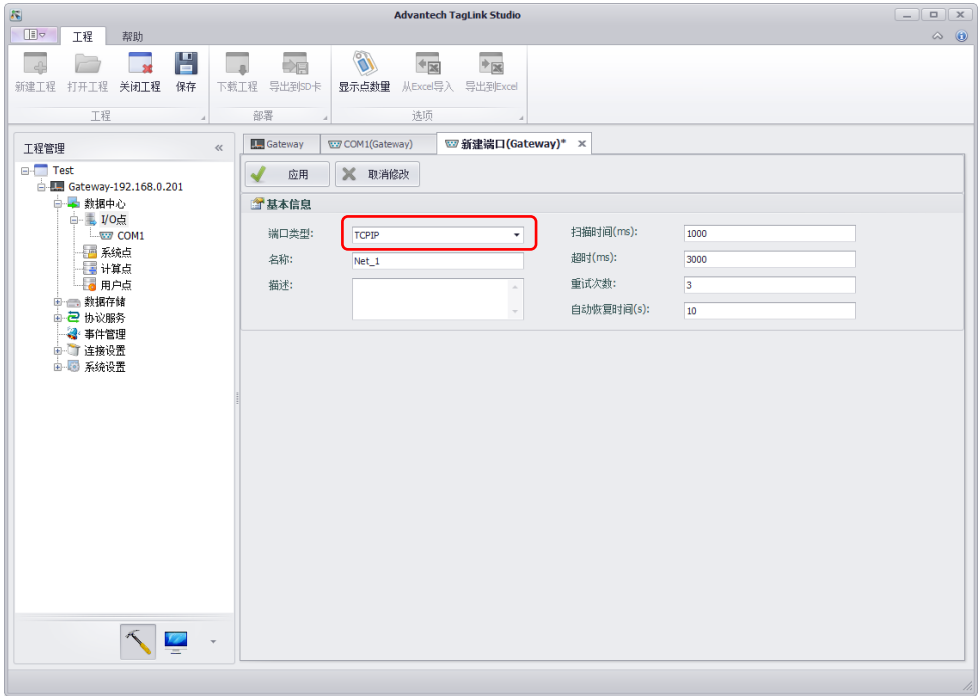 Advantech TagLink Studio
工程 帮助
新建工程 打开工程 关闭工程 保存 下载工程 导出到SD卡 显示点数量 从Excel导入 导出到Excel
工程 部署 选项
工程管理 «
Gateway COM1(Gateway) 新建端口(Gateway)*
Test
Gateway-192.168.0.201
数据中心
I/O点
COM1
系统点
计算点
用户点
数据存储
协议服务
事件管理
连接设置
系统设置
应用 取消修改
基本信息
端口类型: TCPIP 扫描时间(ms): 1000
名称: Net_1 超时(ms): 3000
描述: 重试次数: 3
自动恢复时间(s): 10